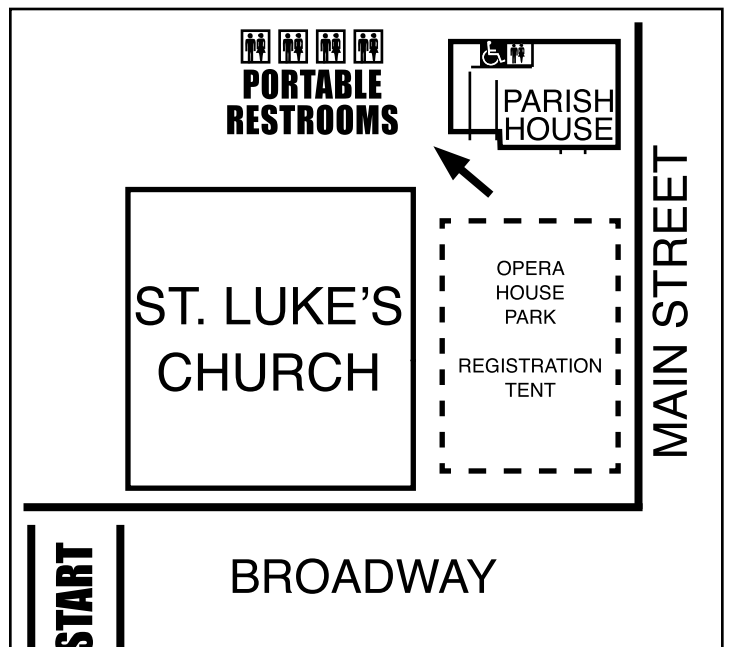 PORTABLE
RESTROOMS
PARISH
HOUSE
MAIN STREET
ST. LUKE'S
CHURCH
OPERA
HOUSE
PARK
REGISTRATION
TENT
BROADWAY
START